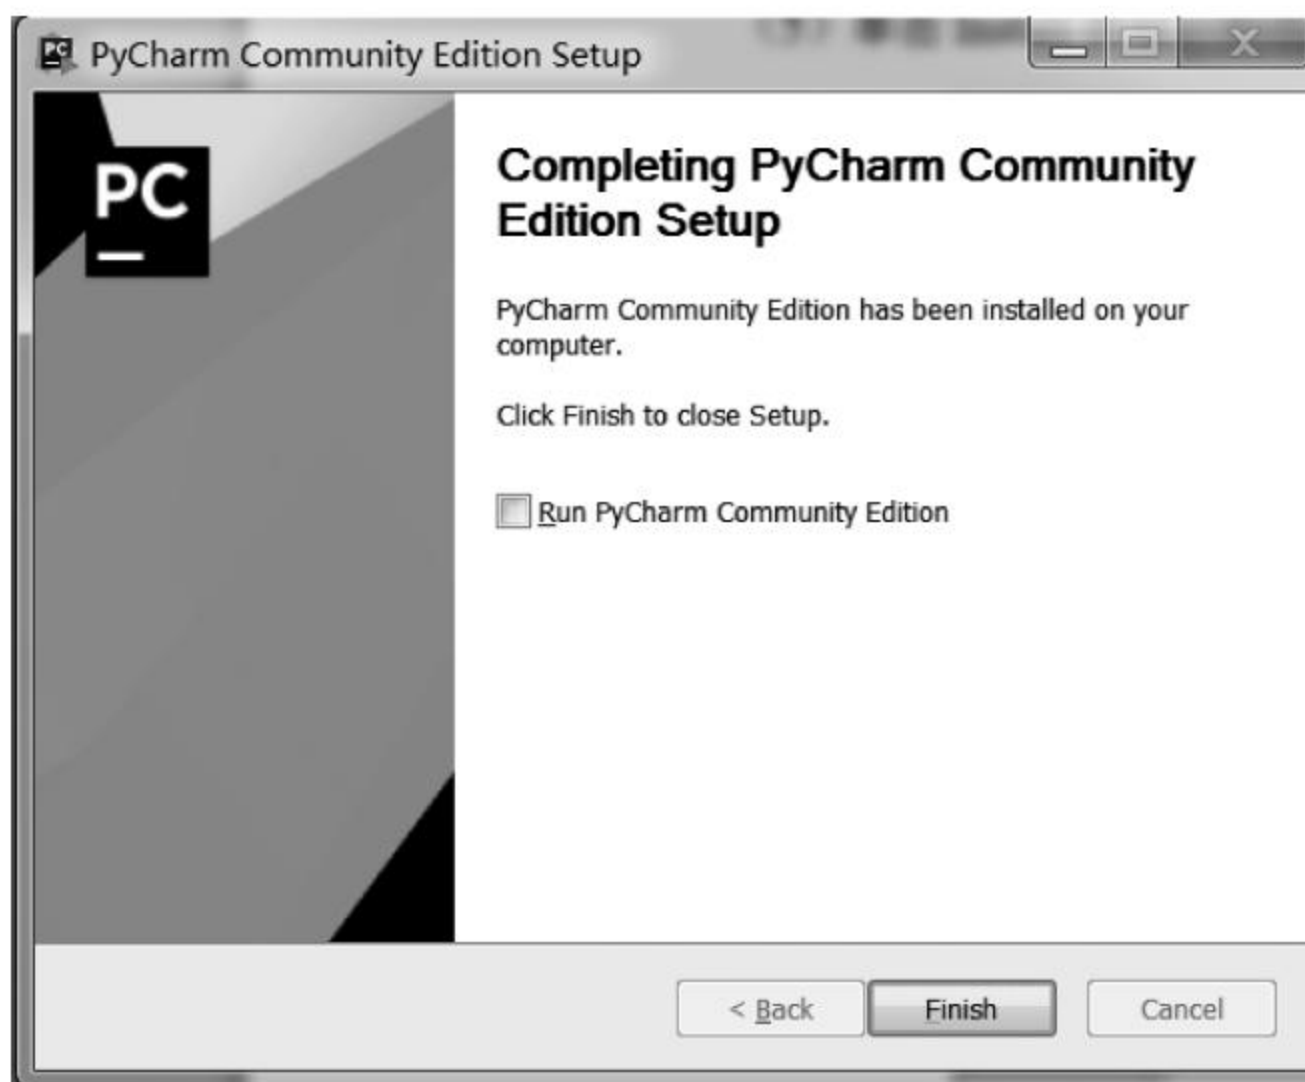 PyCharm Community Edition Setup
PC
Completing PyCharm Community
Edition Setup
PyCharm Community Edition has been installed on your
computer.
Click Finish to close Setup.
Run PyCharm Community Edition
< Back
Finish
Cancel